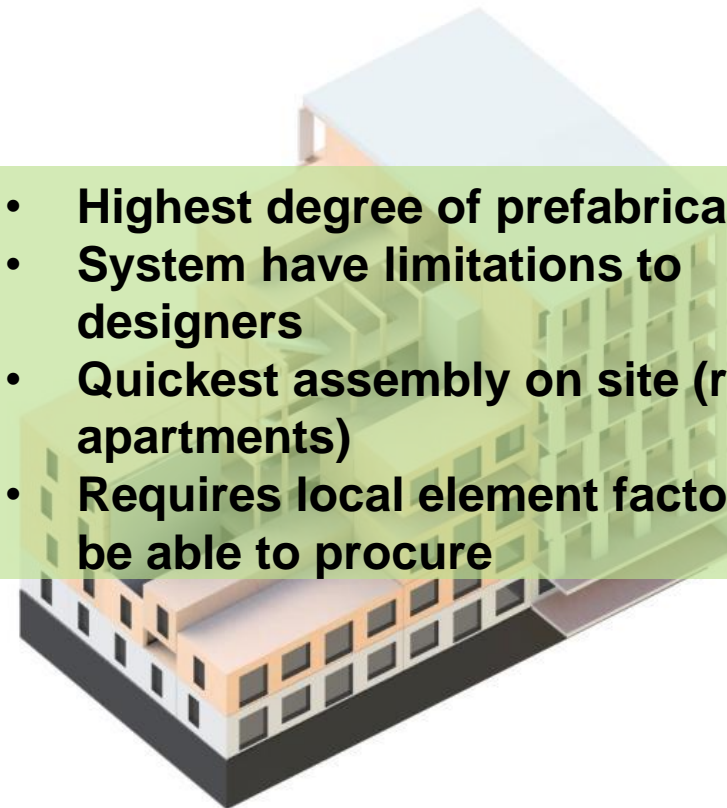 • Highest degree of prefabrica
• System have limitations to
designers
• Quickest assembly on site (r
apartments)
• Requires local element facto
be able to procure